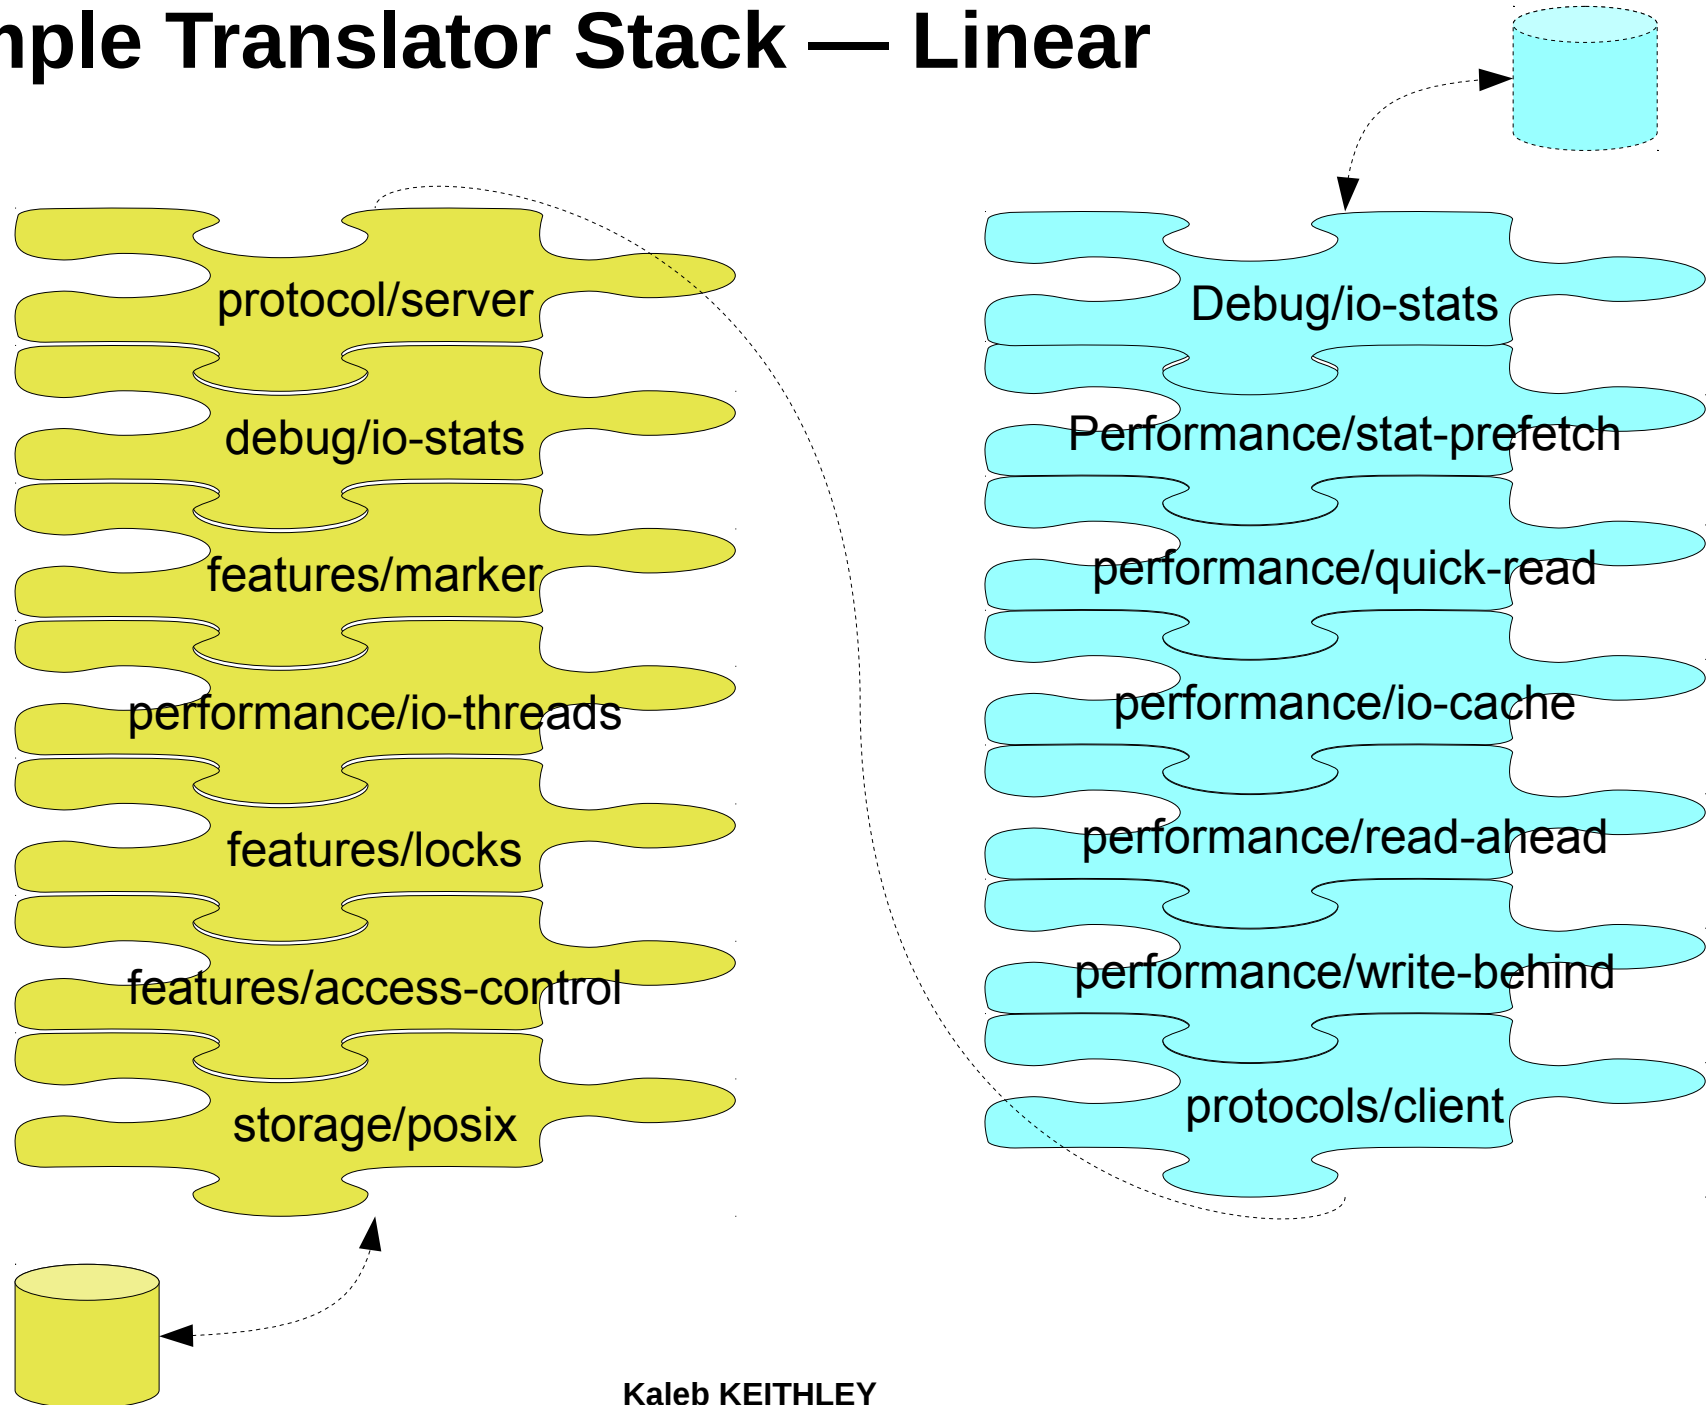 mple Translator Stack — Linear
protocol/server
debug/io-stats
features/marker
performance/io-threads
features/locks
features/access-control
storage/posix
Debug/io-stats
Performance/stat-prefetch
performance/quick-read
performance/io-cache
performance/read-ahead
performance/write-behind
protocols/client
Kaleb KEITHLEY